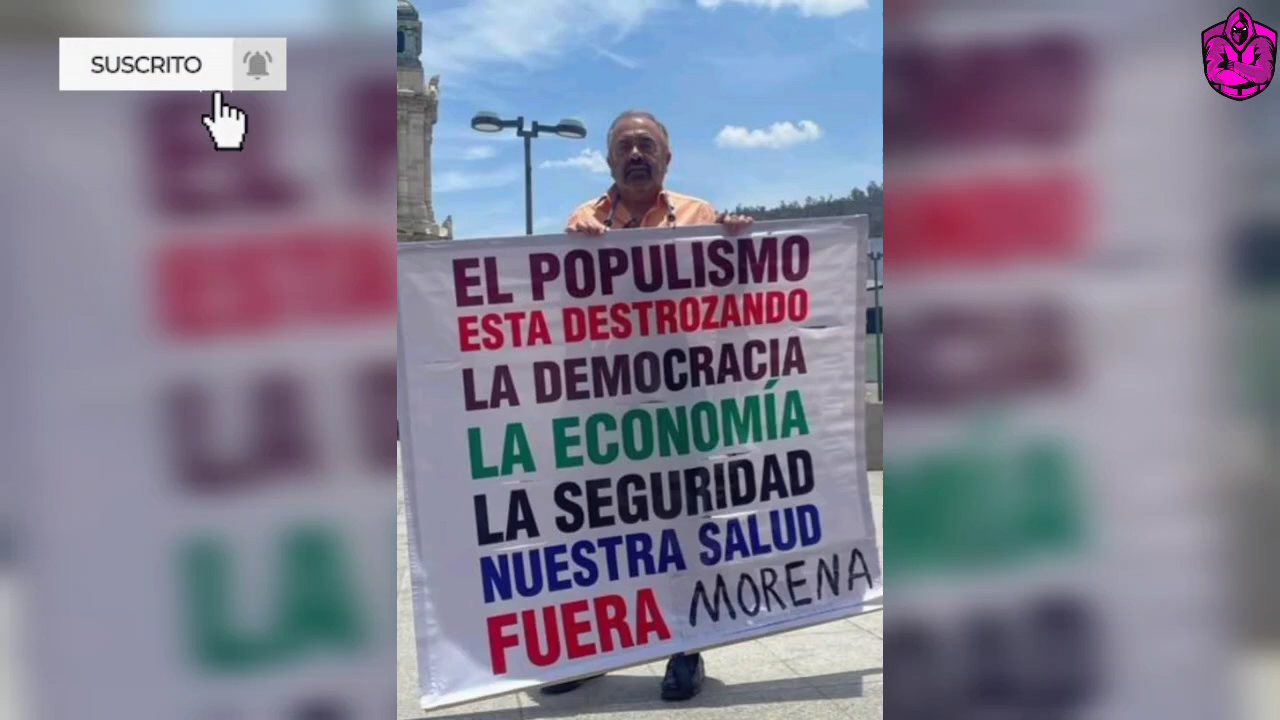 SUSCRITO
EL POPULISMO
ESTA DESTROZANDO
LA DEMOCRACIA
LA ECONOMÍA
LA SEGURIDAD
NUESTRA SALUD
FUERA MORENA